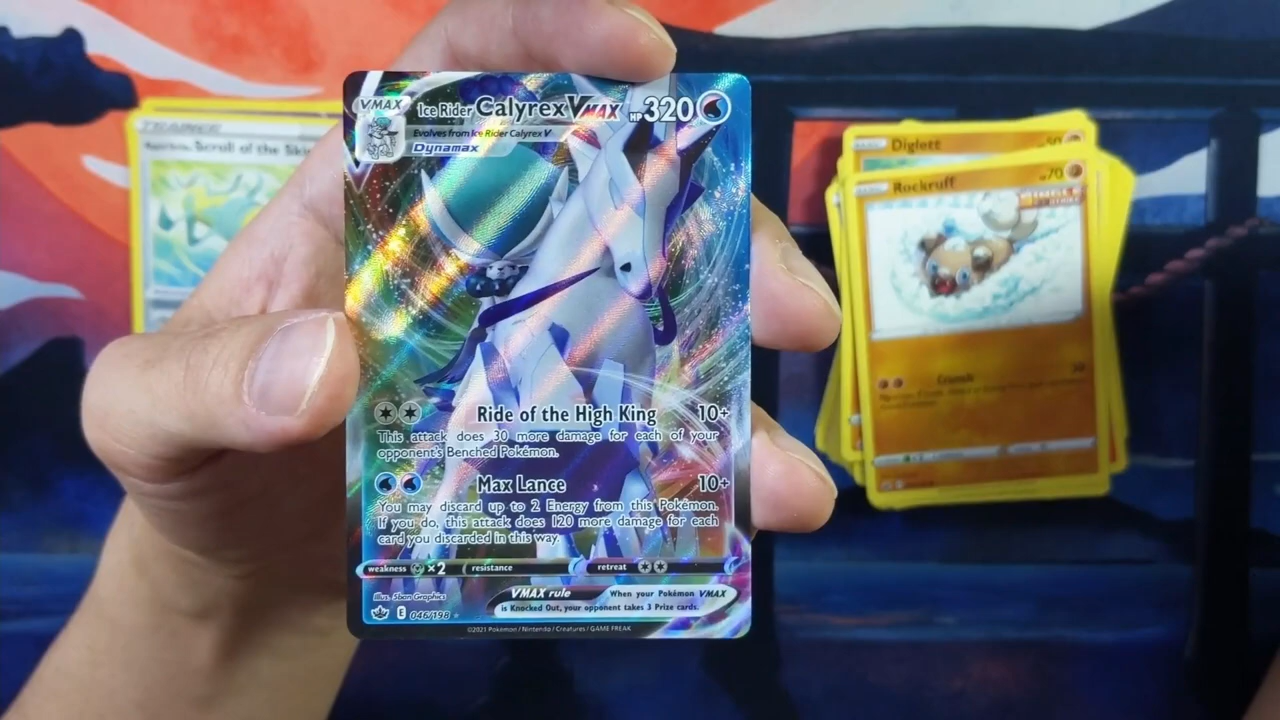 VMAX
Ice Rider Calyrex VMAX HP 320
Evolves from Ice Rider Calyrex V
Dynamax
Ride of the High King 10+
This attack does 30 more damage for each of your
opponent's Benched Pokémon.
Max Lance 10+
You may discard up to 2 Energy from this Pokémon.
If you do, this attack does 120 more damage for each
card you discarded in this way.
weakness ×2 resistance retreat
Illus. 5ban Graphics
VMAX rule When your Pokémon VMAX
is Knocked Out, your opponent takes 3 Prize cards.
E 046/198
©2021 Pokémon / Nintendo / Creatures / GAME FREAK
TRAINER
Scroll of the
Diglett 50
Rockruff 70
Crunch 20